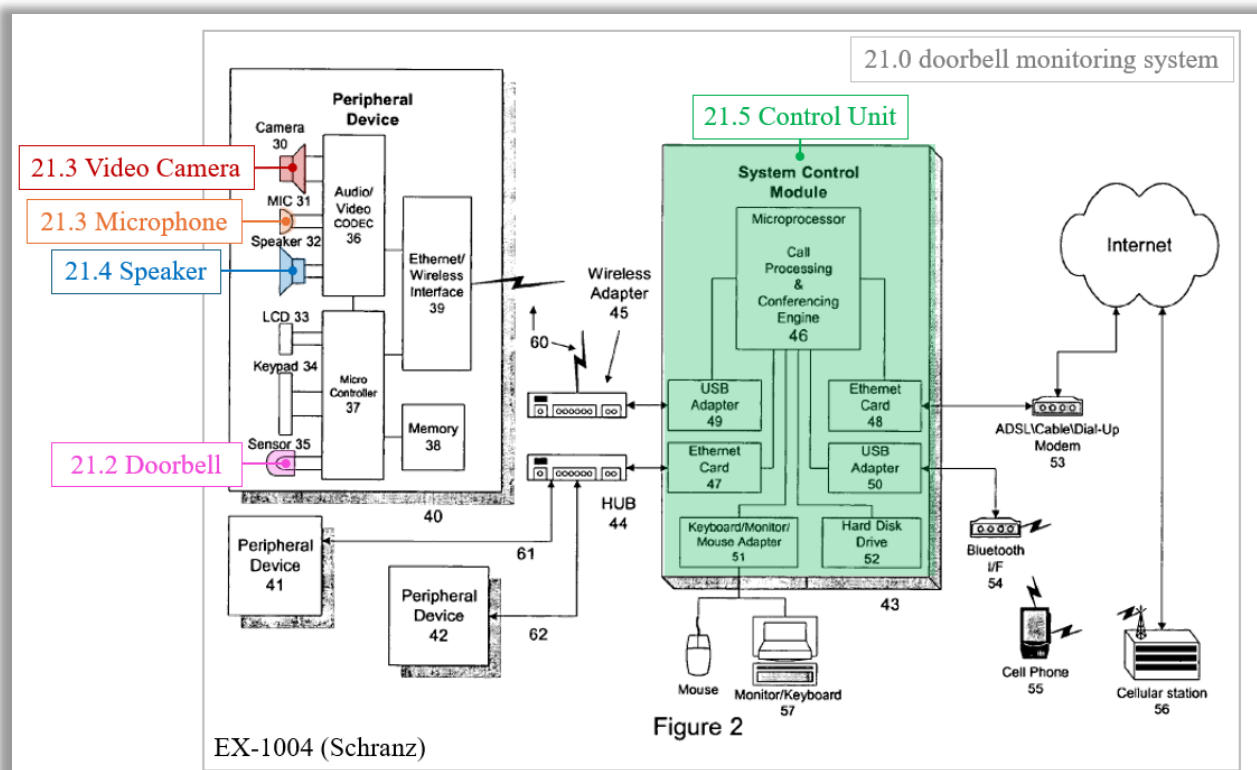 21.0 doorbell monitoring system
21.5 Control Unit
Peripheral
Device
Camera
30
21.3 Video Camera
MIC 31
21.3 Microphone
Speaker 32
21.4 Speaker
Audio/
Video
CODEC
36
Ethernet/
Wireless
Interface
39
LCD 33
Keypad 34
Micro
Controller
37
Memory
38
Sensor 35
21.2 Doorbell
40
Wireless
Adapter
45
60
System Control
Module
Microprocessor
Call
Processing
&
Conferencing
Engine
46
USB
Adapter
49
Ethernet
Card
48
Ethernet
Card
47
USB
Adapter
50
Keyboard/Monitor/
Mouse Adapter
51
Hard Disk
Drive
52
43
HUB
44
Internet
ADSL\Cable\Dial-Up
Modem
53
Bluetooth
I/F
54
Peripheral
Device
41
61
Peripheral
Device
42
62
Mouse
Monitor/Keyboard
57
Cell Phone
55
Cellular station
56
Figure 2
EX-1004 (Schranz)